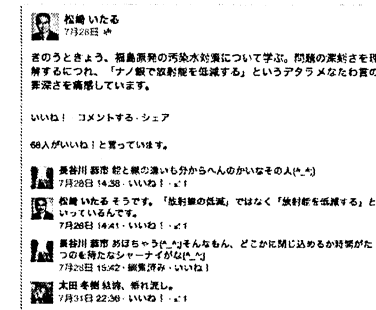 松崎 いたる
7月28日
きのうときょう、福島原発の汚染水対策について学ぶ。問題の深刻さを理
解するにつれ、「ナノ銀で放射能を低減する」というデタラメなたわ言の
罪深さを痛感しています。
いいね！ コメントする・シェア
68人がいいね！と言っています。
長谷川 能と線の違いも分からへんのかいなその人(^_^;)
7月28日 14:38・いいね！
松崎 いたる そうです。「放射線の低減」ではなく「放射能を低減する」と
いっているんです。
7月28日 14:41・いいね！
長谷川 あほちゃう(^_^;)そんなもん、どこかに閉じ込めるか時間がた
つのを待たなシャーナイがな(^_^;)
7月28日 15:42・編集済み・いいね！
太田 冬樹 結局、垂れ流し。
7月31日 22:36・いいね！